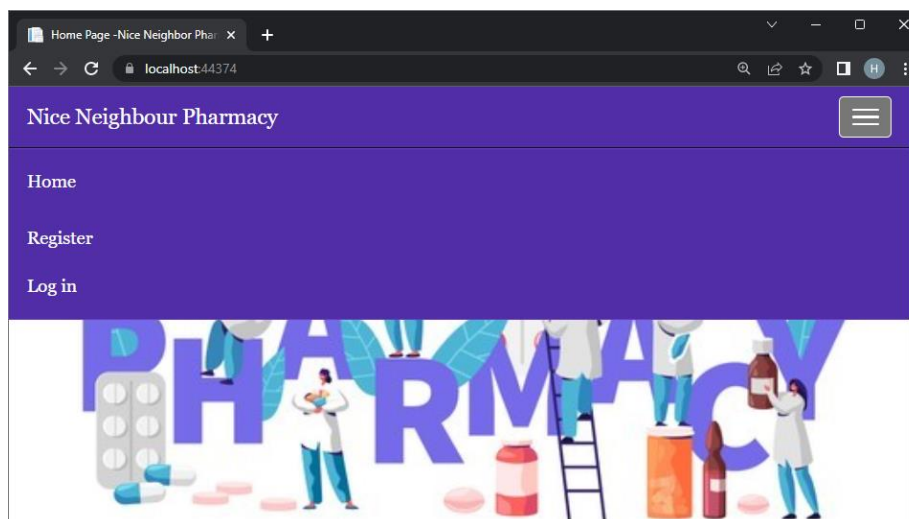 Home Page -Nice Neighbor Phar
localhost:44374
H
Nice Neighbour Pharmacy
Home
Register
Log in
PHARMACY